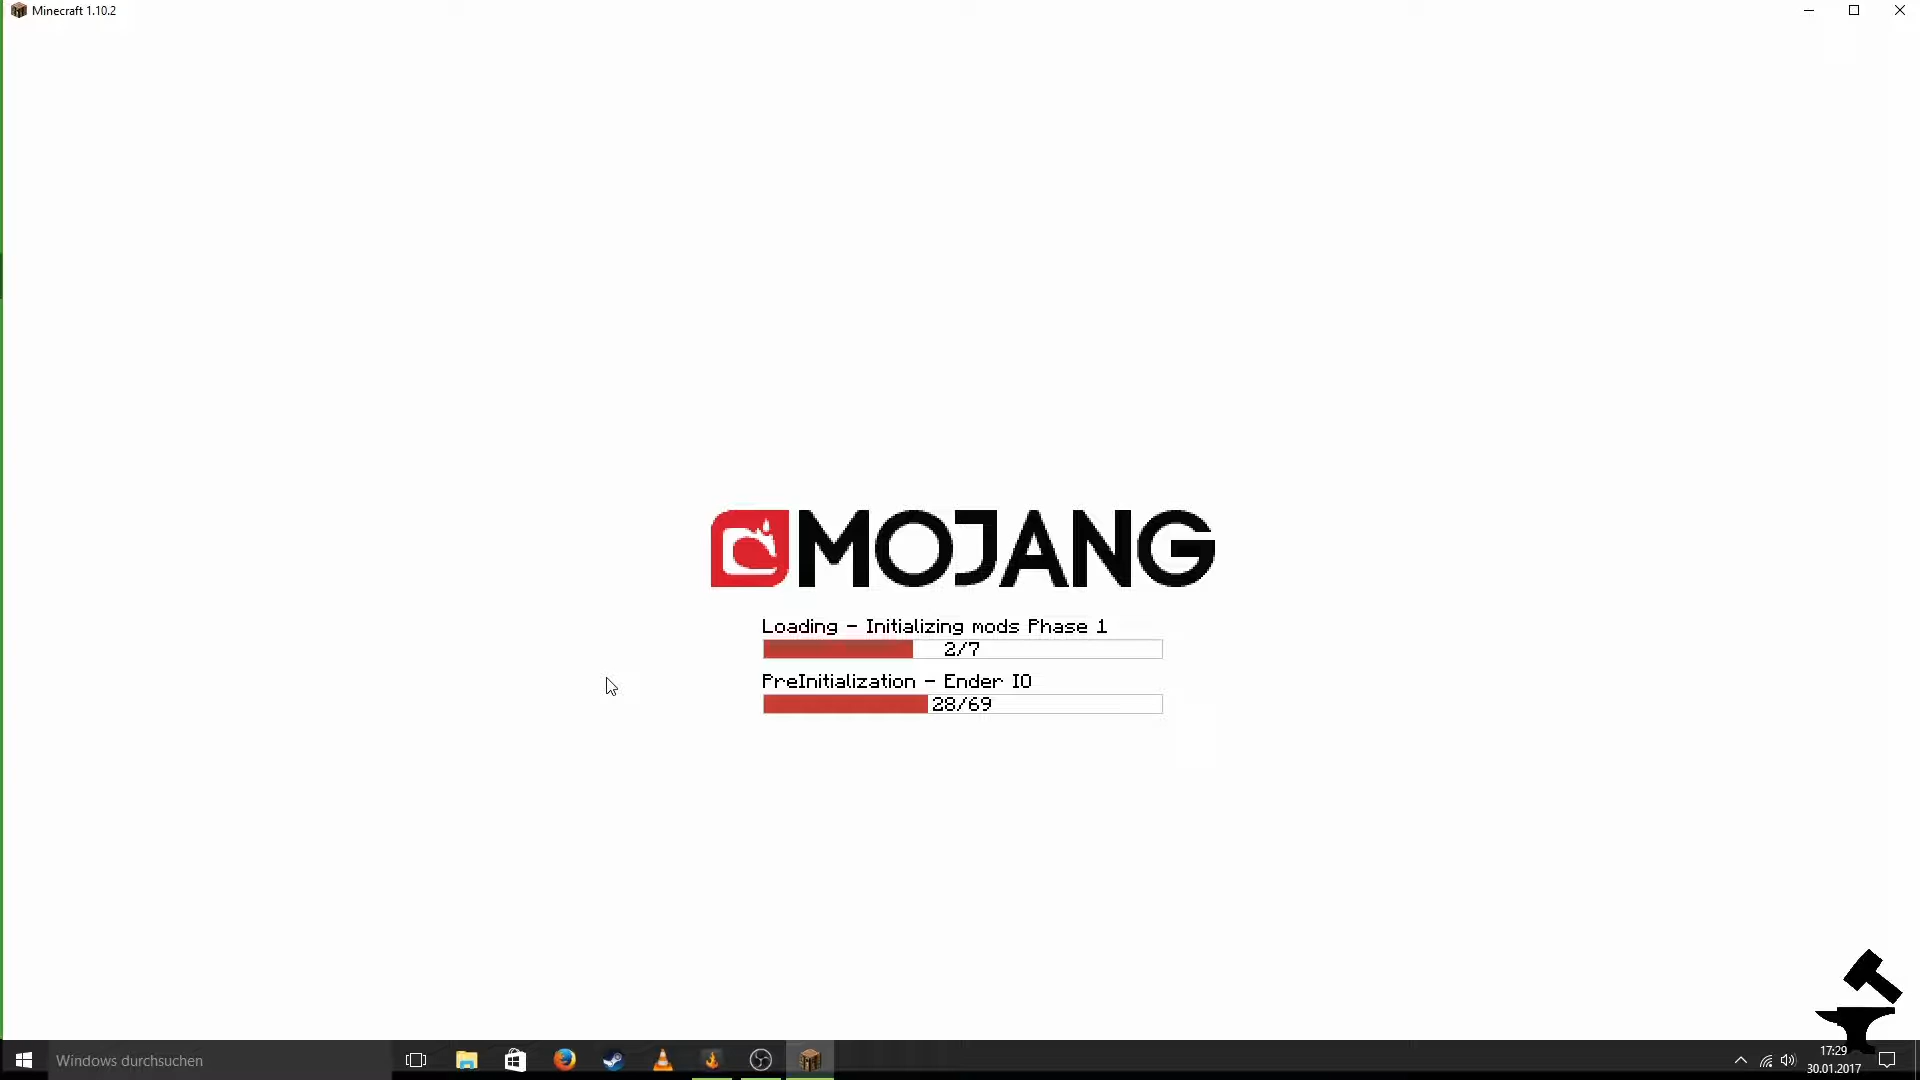 Minecraft 1.10.2
MOJANG
Loading - Initializing mods Phase 1
2/7
PreInitialization - Ender IO
28/69
Windows durchsuchen
17:29
30.01.2017